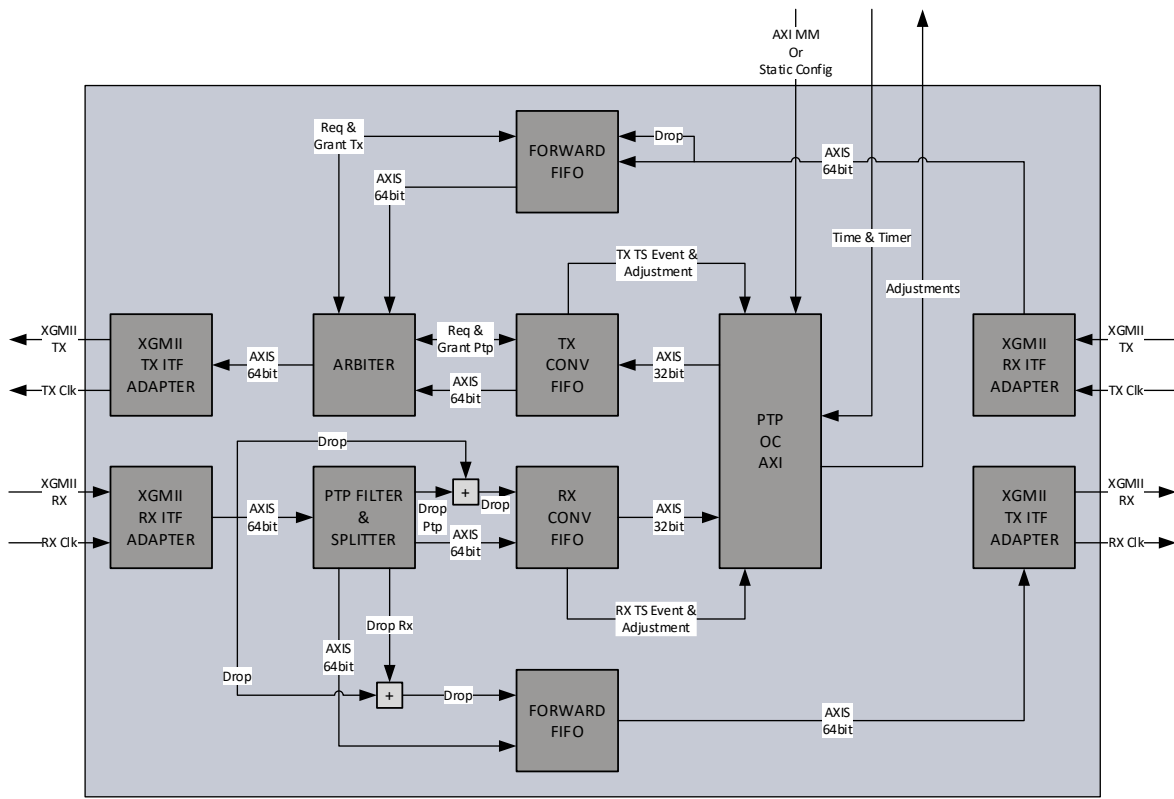 AXI MM
Or
Static Config
Req &
Grant Tx
FORWARD
FIFO
Drop
AXIS
64bit
AXIS
64bit
Time & Timer
TX TS Event &
Adjustment
Adjustments
XGMII
TX
TX Clk
XGMII
TX ITF
ADAPTER
AXIS
64bit
ARBITER
Req &
Grant Ptp
AXIS
64bit
TX
CONV
FIFO
AXIS
32bit
PTP
OC
AXI
XGMII
RX ITF
ADAPTER
XGMII
TX
TX Clk
Drop
XGMII
RX
RX Clk
XGMII
RX ITF
ADAPTER
AXIS
64bit
PTP FILTER
&
SPLITTER
+
Drop
Ptp
Drop
AXIS
64bit
RX
CONV
FIFO
AXIS
32bit
XGMII
TX ITF
ADAPTER
XGMII
RX
RX Clk
RX TS Event &
Adjustment
Drop Rx
AXIS
64bit
Drop
+
Drop
FORWARD
FIFO
AXIS
64bit